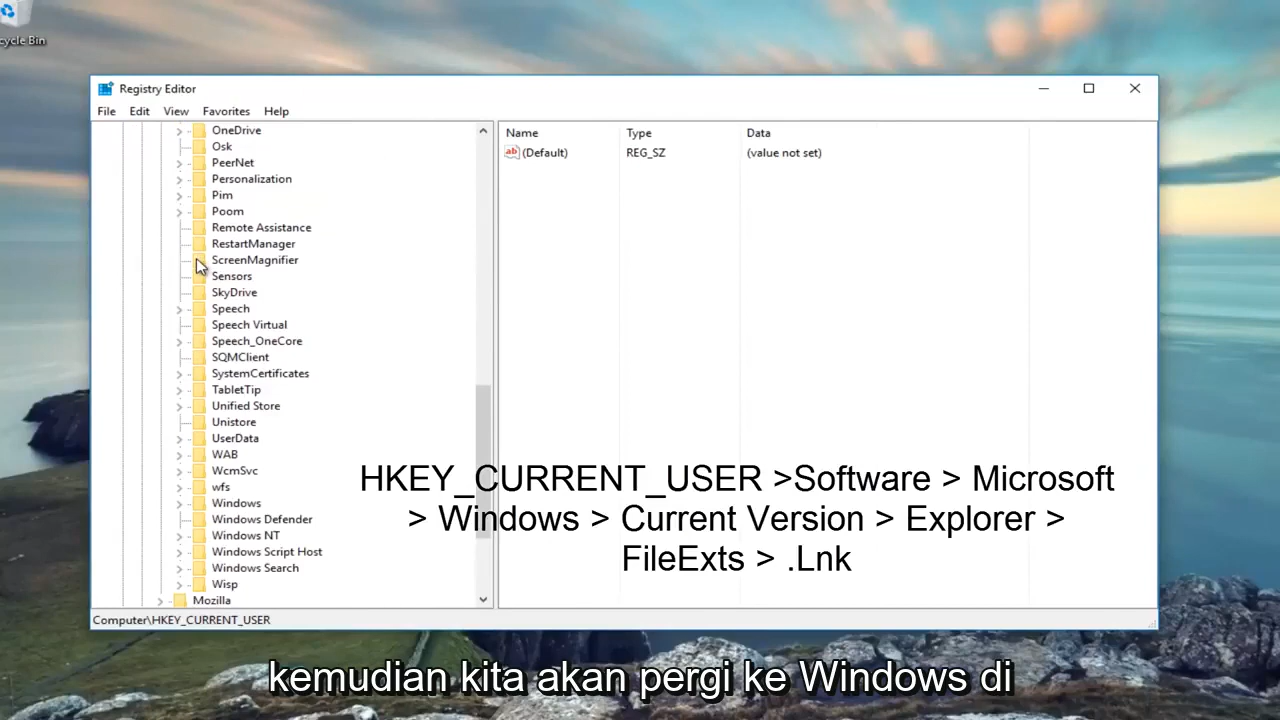 cycle Bin
Registry Editor
File Edit View Favorites Help
OneDrive
Osk
PeerNet
Personalization
Pim
Poom
Remote Assistance
RestartManager
ScreenMagnifier
Sensors
SkyDrive
Speech
Speech Virtual
Speech_OneCore
SQMClient
SystemCertificates
TabletTip
Unified Store
Unistore
UserData
WAB
WcmSvc
wfs
Windows
Windows Defender
Windows NT
Windows Script Host
Windows Search
Wisp
Mozilla
Name Type Data
ab (Default) REG_SZ (value not set)
HKEY_CURRENT_USER >Software > Microsoft
> Windows > Current Version > Explorer >
FileExts > .Lnk
Computer\HKEY_CURRENT_USER
kemudian kita akan pergi ke Windows di